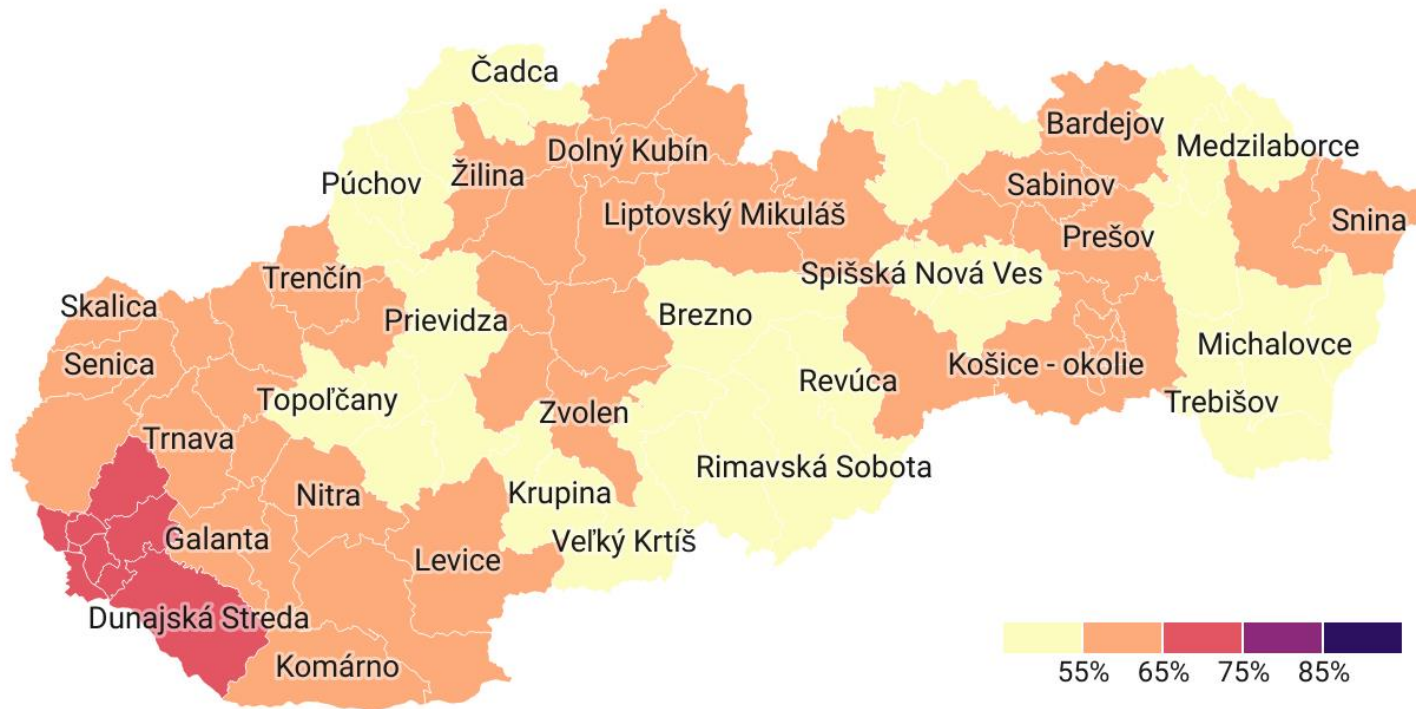 Čadca
Bardejov
Medzilaborce
Dolný Kubín
Žilina
Púchov
Sabinov
Liptovský Mikuláš
Snina
Prešov
Trenčín
Spišská Nová Ves
Skalica
Prievidza
Brezno
Michalovce
Senica
Košice - okolie
Revúca
Topoľčany
Trebišov
Zvolen
Trnava
Rimavská Sobota
Nitra
Krupina
Galanta
Veľký Krtíš
Levice
Dunajská Streda
Komárno
55% 65% 75% 85%